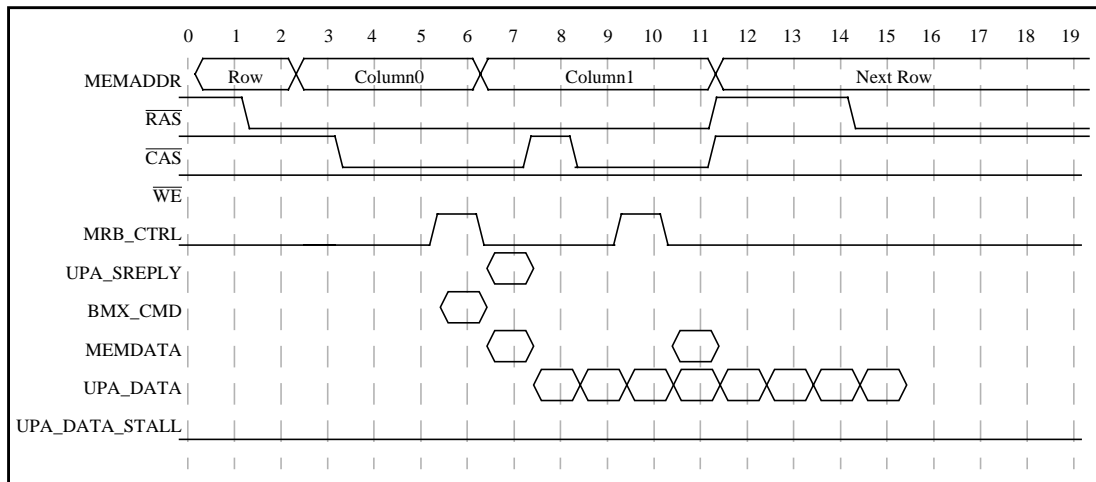 0 1 2 3 4 5 6 7 8 9 10 11 12 13 14 15 16 17 18 19
MEMADDR Row Column0 Column1 Next Row
RAS
CAS
WE
MRB_CTRL
UPA_SREPLY
BMX_CMD
MEMDATA
UPA_DATA
UPA_DATA_STALL